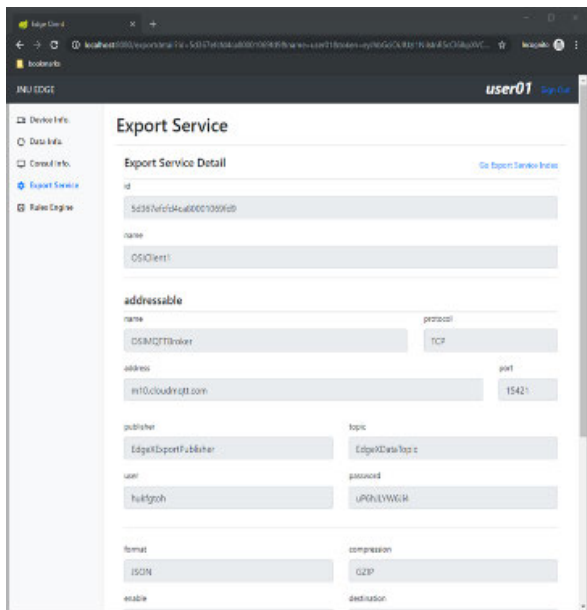 Edge Client
Incognito
bookmarks
JNU EDGE
user01 Sign Out
Device Info.
Data Info.
Consul Info.
Export Service
Rules Engine
Export Service
Export Service Detail
Go Export Service Index
id
name
OSIClient1
addressable
name
protocol
OSIMQTTBroker
TCP
address
port
m10.cloudmqtt.com
15421
publisher
topic
EdgeXExportPublisher
EdgeXDataTopic
user
password
format
compression
JSON
GZIP
enable
destination